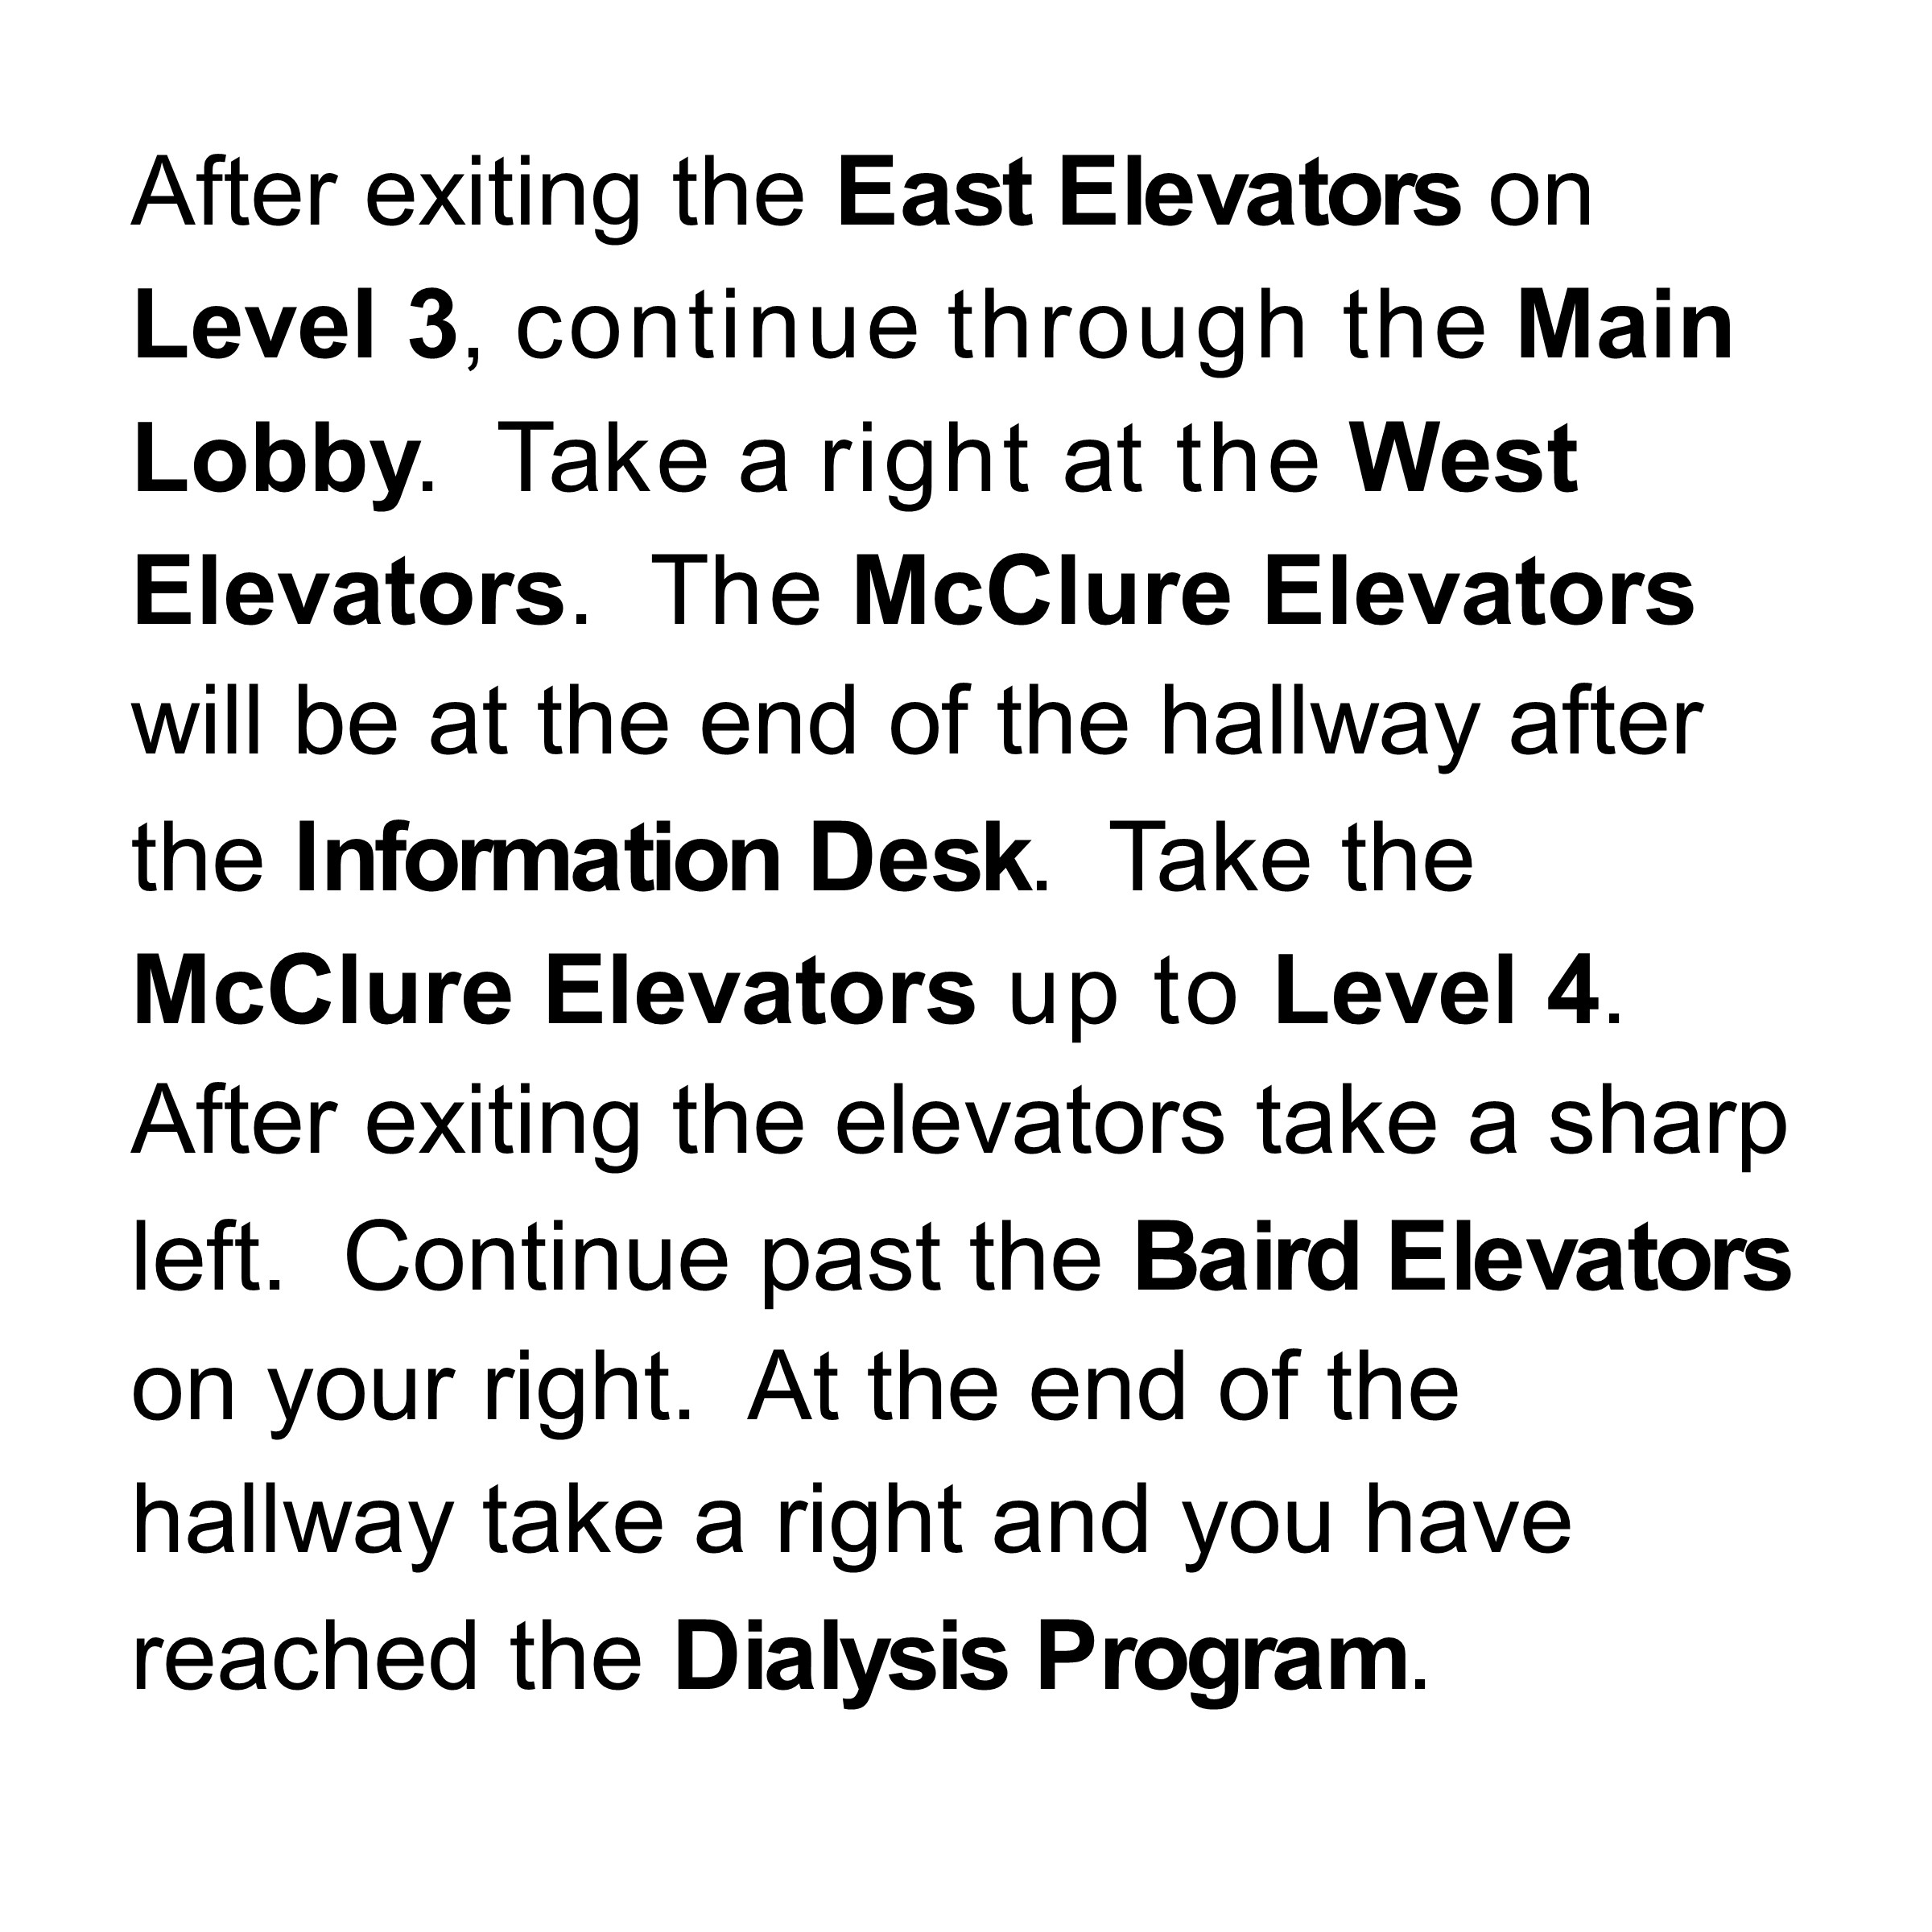 After exiting the East Elevators on
Level 3, continue through the Main
Lobby.  Take a right at the West
Elevators.  The McClure Elevators
will be at the end of the hallway after
the Information Desk.  Take the
McClure Elevators up to Level 4.
After exiting the elevators take a sharp
left.  Continue past the Baird Elevators
on your right.  At the end of the
hallway take a right and you have
reached the Dialysis Program.